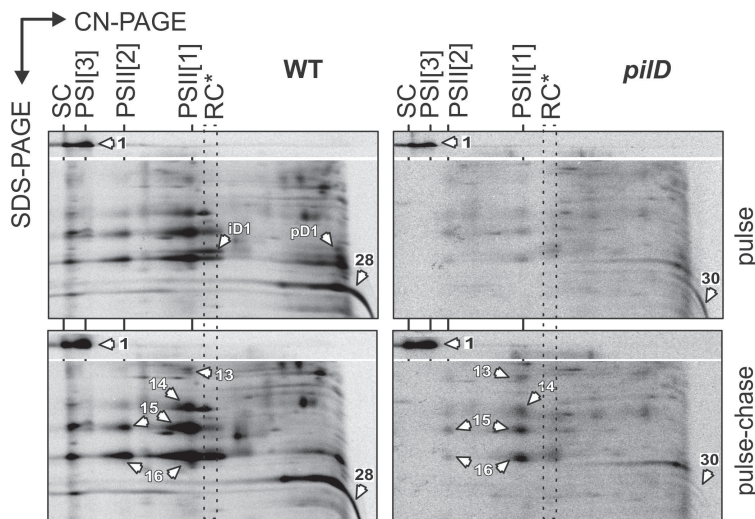 CN-PAGE
SDS-PAGE
SC
PSI[3]
PSII[2]
PSII[1]
RC*
WT
SC
PSI[3]
PSII[2]
PSII[1]
RC*
pilD
1
iD1
pD1
28
1
30
pulse
1
13
14
15
16
28
1
13
14
15
16
30
pulse-chase